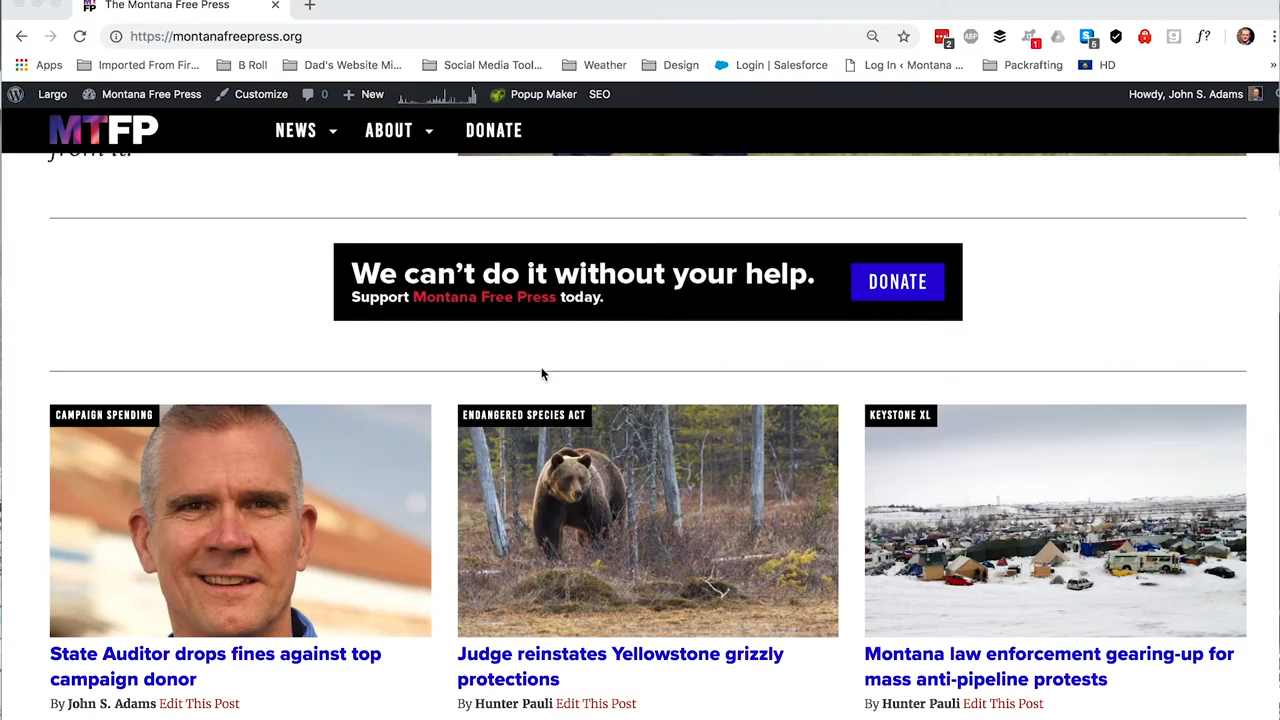 The Montana Free Press
https://montanafreepress.org
2
ABP
1
5
f?
Apps
Imported From Fir...
B Roll
Dad's Website Mi...
Social Media Tool...
Weather
Design
Login | Salesforce
Log In ‹ Montana ...
Packrafting
HD
»
Largo
Montana Free Press
Customize
0
New
Popup Maker
SEO
Howdy, John S. Adams
MTFP
NEWS
ABOUT
DONATE
from it.
We can't do it without your help.
Support Montana Free Press today.
DONATE
CAMPAIGN SPENDING
State Auditor drops fines against top
campaign donor
By John S. Adams Edit This Post
ENDANGERED SPECIES ACT
Judge reinstates Yellowstone grizzly
protections
By Hunter Pauli Edit This Post
KEYSTONE XL
Montana law enforcement gearing-up for
mass anti-pipeline protests
By Hunter Pauli Edit This Post